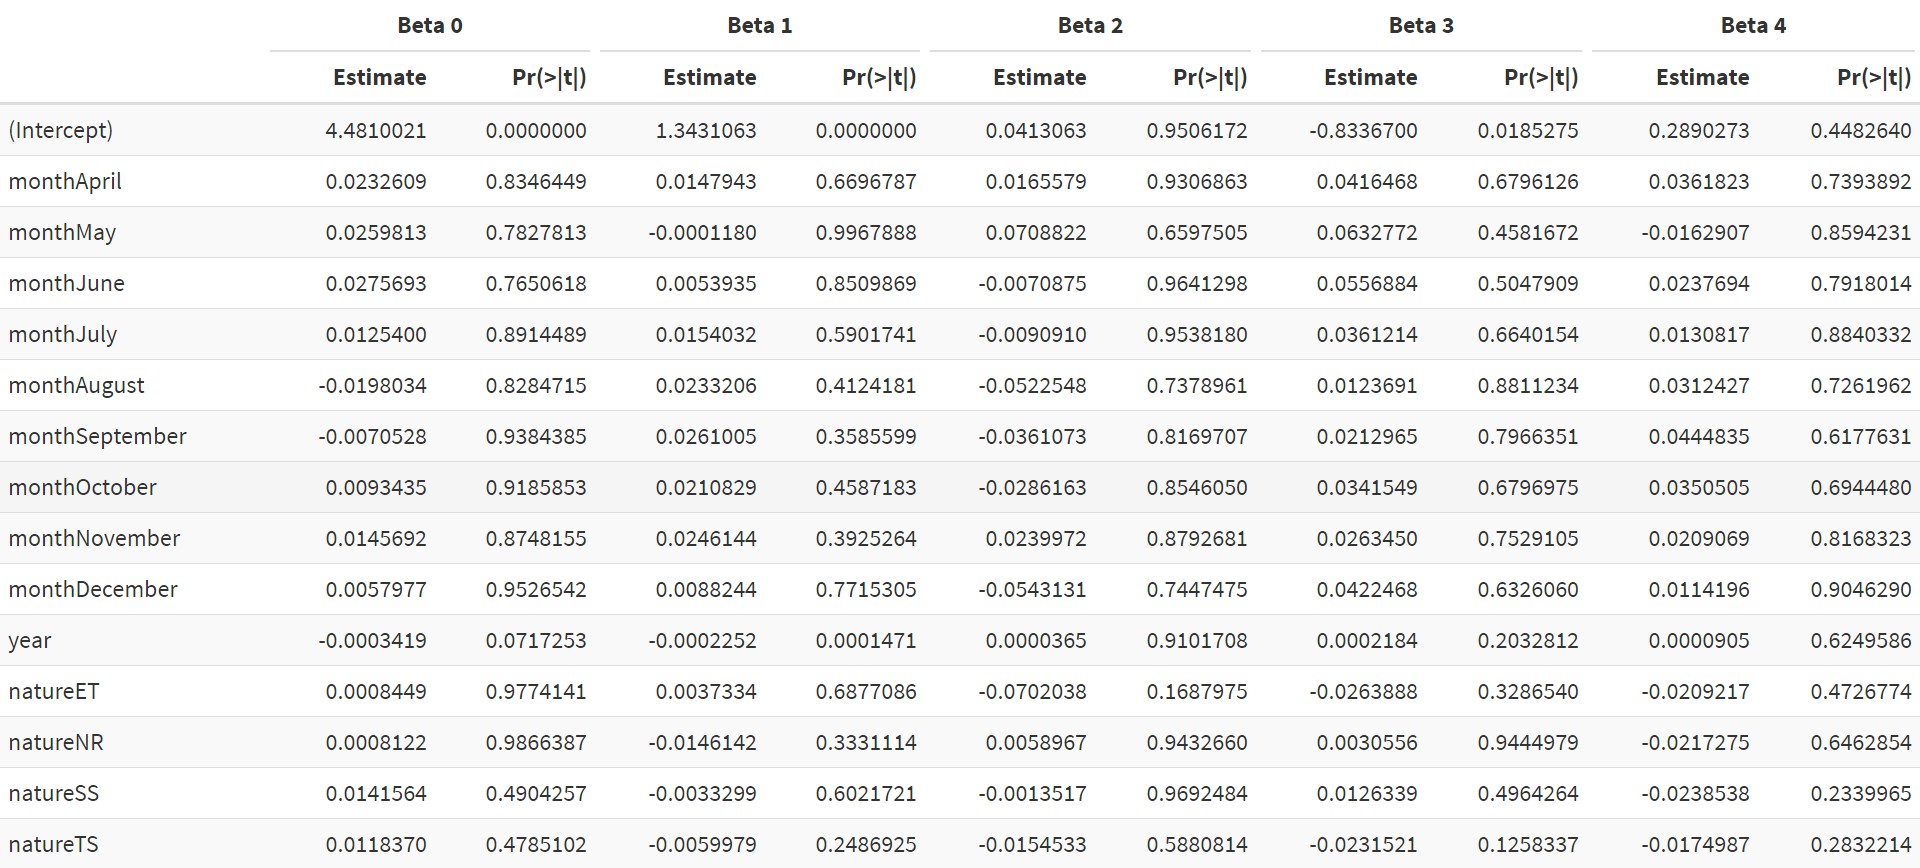 Beta 0 Beta 1 Beta 2 Beta 3 Beta 4
Estimate Pr(>|t|) Estimate Pr(>|t|) Estimate Pr(>|t|) Estimate Pr(>|t|) Estimate Pr(>|t|)
(Intercept) 4.4810021 0.0000000 1.3431063 0.0000000 0.0413063 0.9506172 -0.8336700 0.0185275 0.2890273 0.4482640
monthApril 0.0232609 0.8346449 0.0147943 0.6696787 0.0165579 0.9306863 0.0416468 0.6796126 0.0361823 0.7393892
monthMay 0.0259813 0.7827813 -0.0001180 0.9967888 0.0708822 0.6597505 0.0632772 0.4581672 -0.0162907 0.8594231
monthJune 0.0275693 0.7650618 0.0053935 0.8509869 -0.0070875 0.9641298 0.0556884 0.5047909 0.0237694 0.7918014
monthJuly 0.0125400 0.8914489 0.0154032 0.5901741 -0.0090910 0.9538180 0.0361214 0.6640154 0.0130817 0.8840332
monthAugust -0.0198034 0.8284715 0.0233206 0.4124181 -0.0522548 0.7378961 0.0123691 0.8811234 0.0312427 0.7261962
monthSeptember -0.0070528 0.9384385 0.0261005 0.3585599 -0.0361073 0.8169707 0.0212965 0.7966351 0.0444835 0.6177631
monthOctober 0.0093435 0.9185853 0.0210829 0.4587183 -0.0286163 0.8546050 0.0341549 0.6796975 0.0350505 0.6944480
monthNovember 0.0145692 0.8748155 0.0246144 0.3925264 0.0239972 0.8792681 0.0263450 0.7529105 0.0209069 0.8168323
monthDecember 0.0057977 0.9526542 0.0088244 0.7715305 -0.0543131 0.7447475 0.0422468 0.6326060 0.0114196 0.9046290
year -0.0003419 0.0717253 -0.0002252 0.0001471 0.0000365 0.9101708 0.0002184 0.2032812 0.0000905 0.6249586
natureET 0.0008449 0.9774141 0.0037334 0.6877086 -0.0702038 0.1687975 -0.0263888 0.3286540 -0.0209217 0.4726774
natureNR 0.0008122 0.9866387 -0.0146142 0.3331114 0.0058967 0.9432660 0.0030556 0.9444979 -0.0217275 0.6462854
natureSS 0.0141564 0.4904257 -0.0033299 0.6021721 -0.0013517 0.9692484 0.0126339 0.4964264 -0.0238538 0.2339965
natureTS 0.0118370 0.4785102 -0.0059979 0.2486925 -0.0154533 0.5880814 -0.0231521 0.1258337 -0.0174987 0.2832214